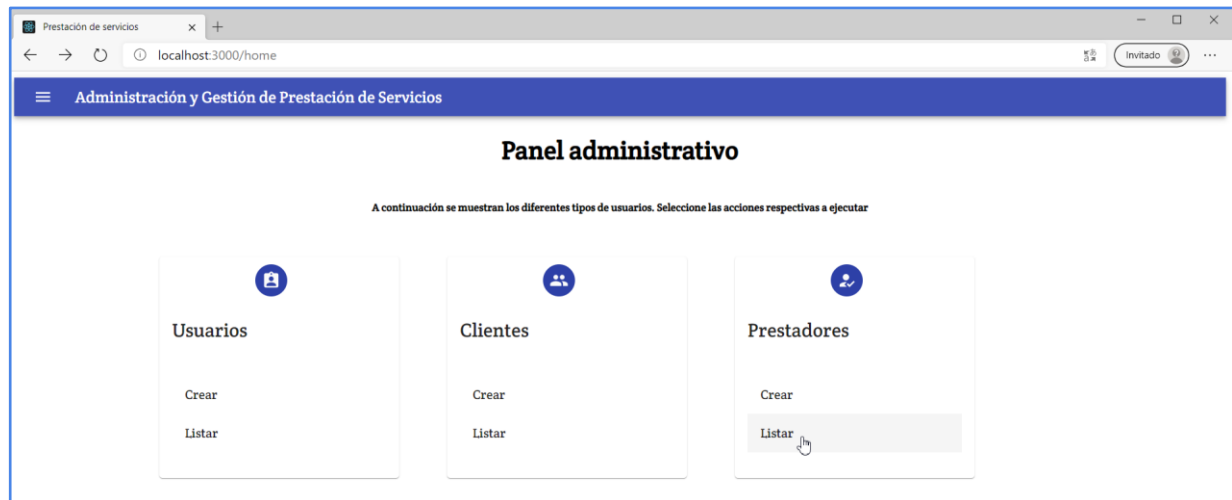 Prestación de servicios
localhost:3000/home
Invitado
Administración y Gestión de Prestación de Servicios
Panel administrativo
A continuación se muestran los diferentes tipos de usuarios. Seleccione las acciones respectivas a ejecutar
Usuarios
Crear
Listar
Clientes
Crear
Listar
Prestadores
Crear
Listar